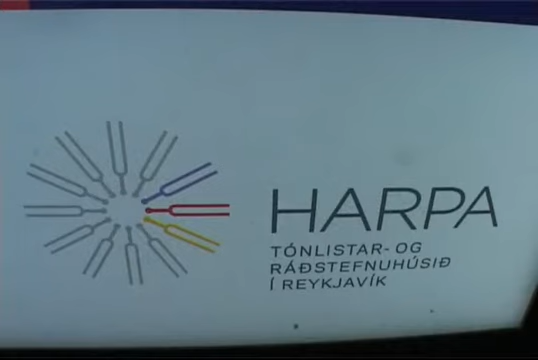 HARPA
TÓNLISTAR- OG
RÁÐSTEFNUHÚSIÐ
Í REYKJAVÍK